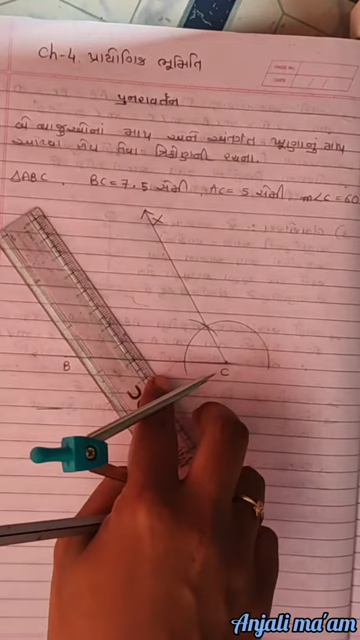 Ch-4. પ્રાયોગિક ભૂમિતિ
પુનરાવર્તન
બે બાજુઓનાં માપ અને અંતર્ગત ખૂણાનું માપ
આપ્યા હોય તેવા ત્રિકોણની રચના.
△ABC, BC = 7.5 સેમી, AC = 5 સેમી m∠C = 60
X
B
C
Anjali ma'am